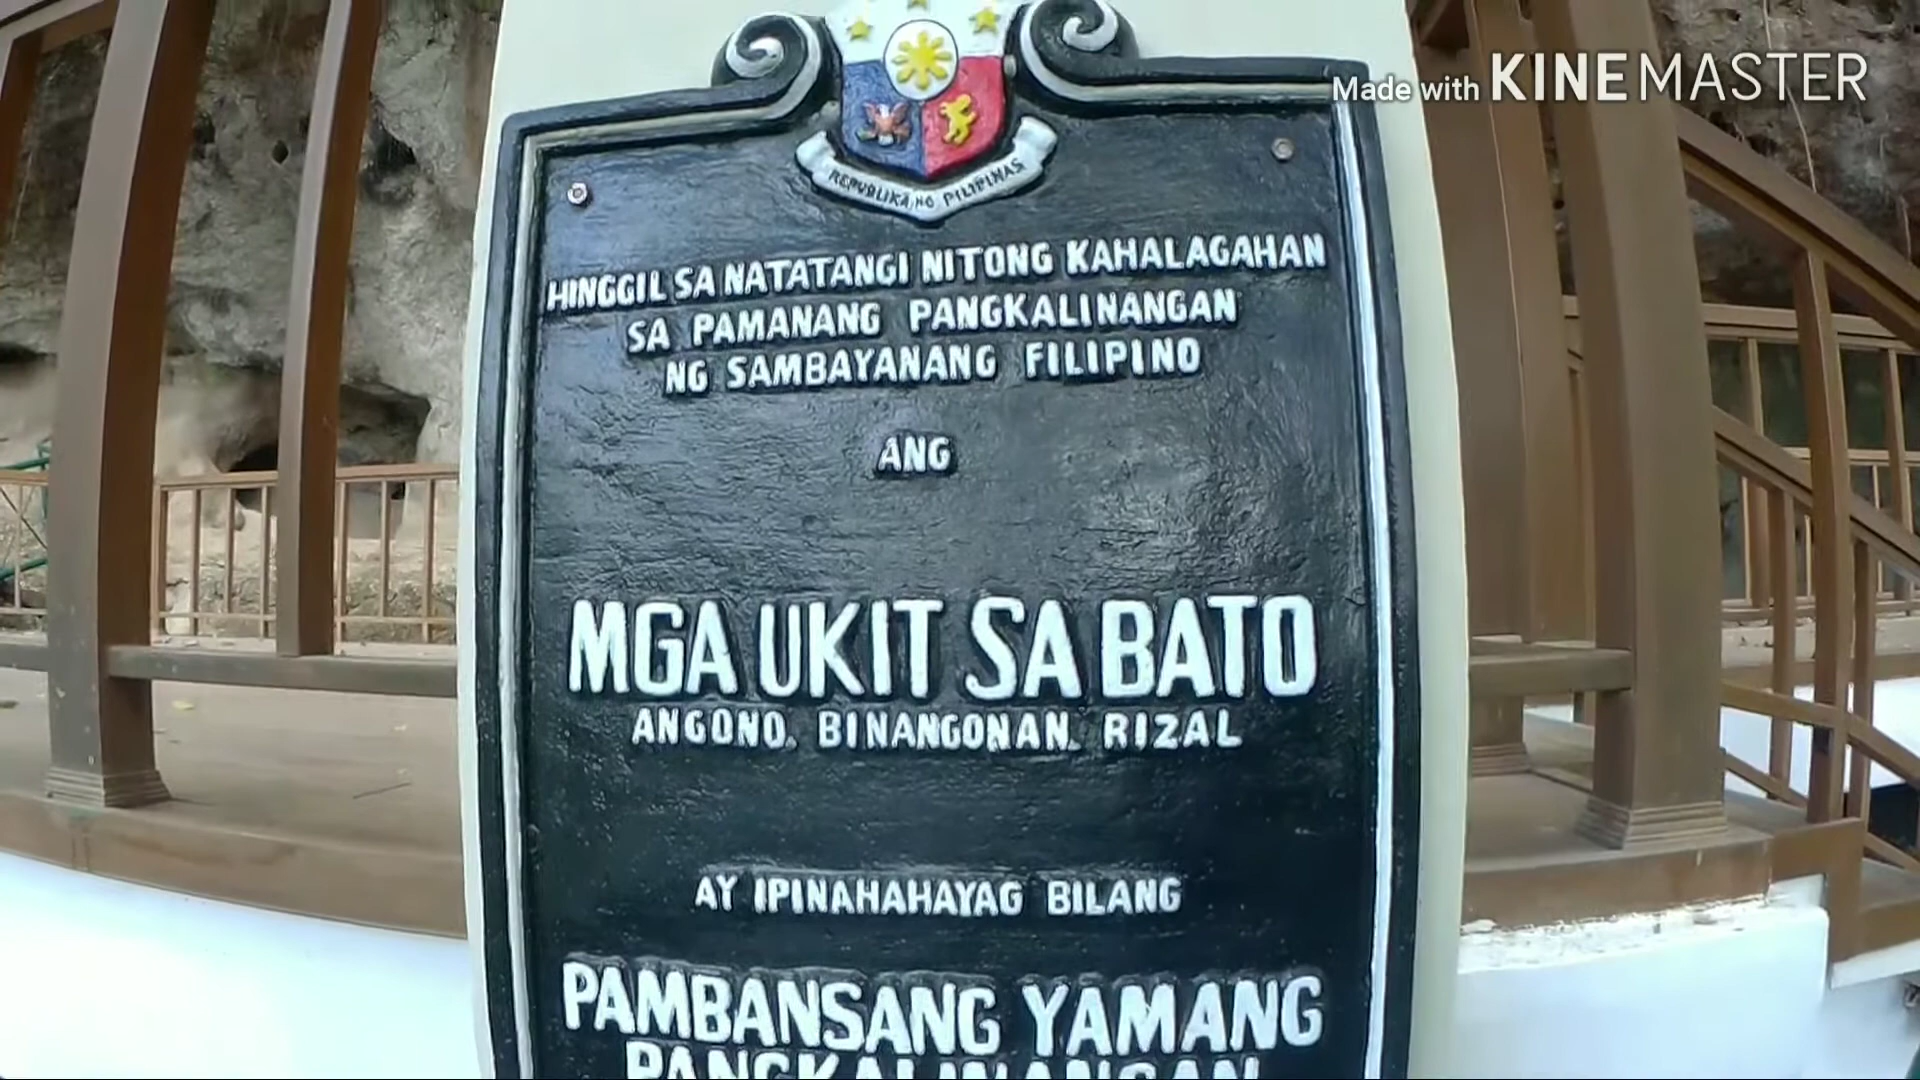 Made with KINEMASTER
REPUBLIKA NG PILIPINAS
HINGGIL SA NATATANGI NITONG KAHALAGAHAN
SA PAMANANG PANGKALINANGAN
NG SAMBAYANANG FILIPINO
ANG
MGA UKIT SA BATO
ANGONO, BINANGONAN, RIZAL
AY IPINAHAHAYAG BILANG
PAMBANSANG YAMANG
PANGKALINANGAN